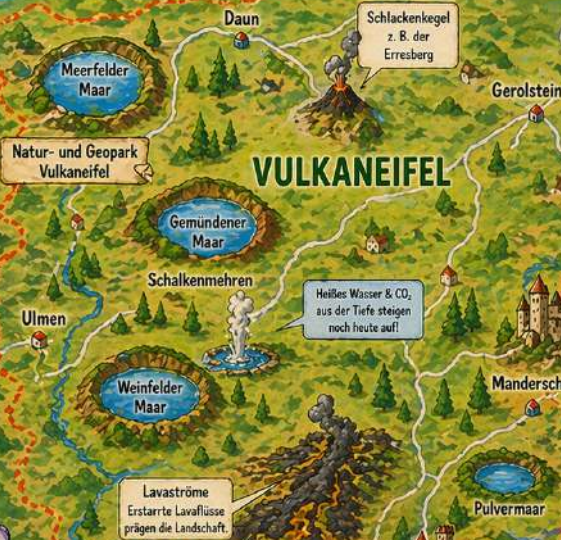 Daun
Schlackenkegel
z. B. der
Erresberg
Meerfelder
Maar
Gerolstein
Natur- und Geopark
Vulkaneifel
VULKANEIFEL
Gemündener
Maar
Schalkenmehren
Heißes Wasser & CO₂
aus der Tiefe steigen
noch heute auf!
Ulmen
Weinfelder
Maar
Mandersch
Lavaströme
Erstarrte Lavaflüsse
prägen die Landschaft.
Pulvermaar